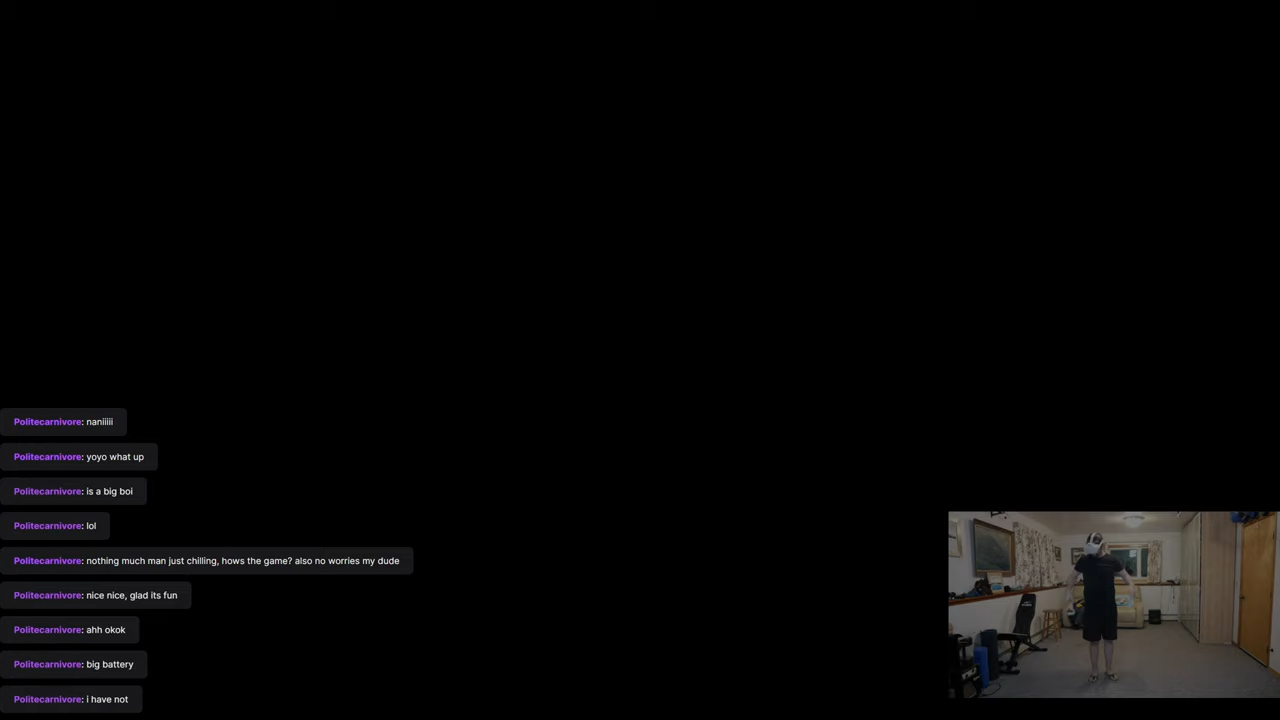 Politecarnivore: naniiiii
Politecarnivore: yoyo what up
Politecarnivore: is a big boi
Politecarnivore: lol
Politecarnivore: nothing much man just chilling, hows the game? also no worries my dude
Politecarnivore: nice nice, glad its fun
Politecarnivore: ahh okok
Politecarnivore: big battery
Politecarnivore: i have not